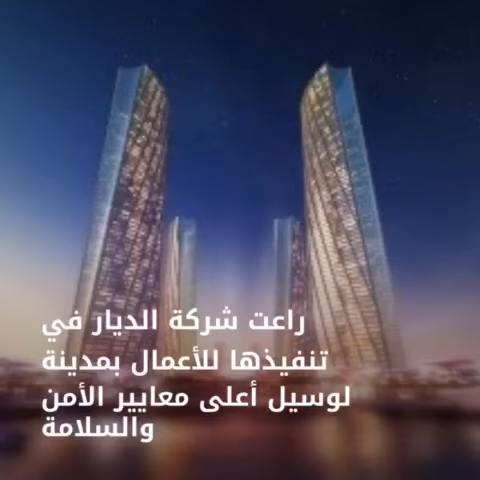 راعت شركة الديار في
تنفيذها للأعمال بمدينة
لوسيل أعلى معايير الأمن
والسلامة